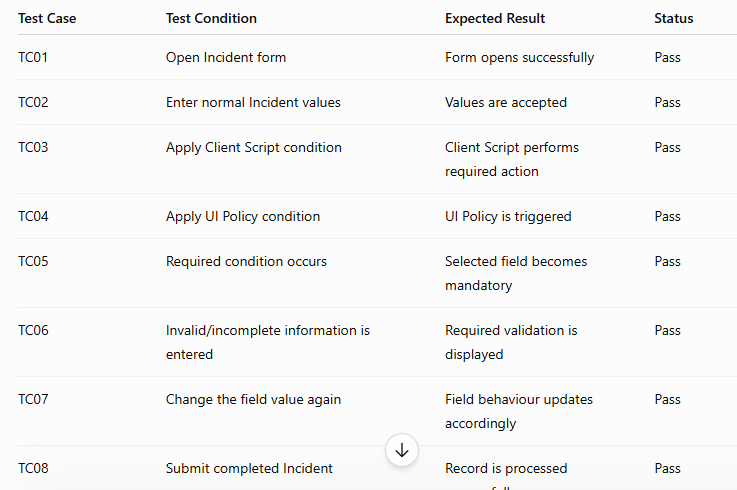 Test Case Test Condition Expected Result Status
TC01 Open Incident form Form opens successfully Pass
TC02 Enter normal Incident values Values are accepted Pass
TC03 Apply Client Script condition Client Script performs Pass
required action
TC04 Apply UI Policy condition UI Policy is triggered Pass
TC05 Required condition occurs Selected field becomes Pass
mandatory
TC06 Invalid/incomplete information is Required validation is Pass
entered displayed
TC07 Change the field value again Field behaviour updates Pass
accordingly
TC08 Submit completed Incident Record is processed Pass